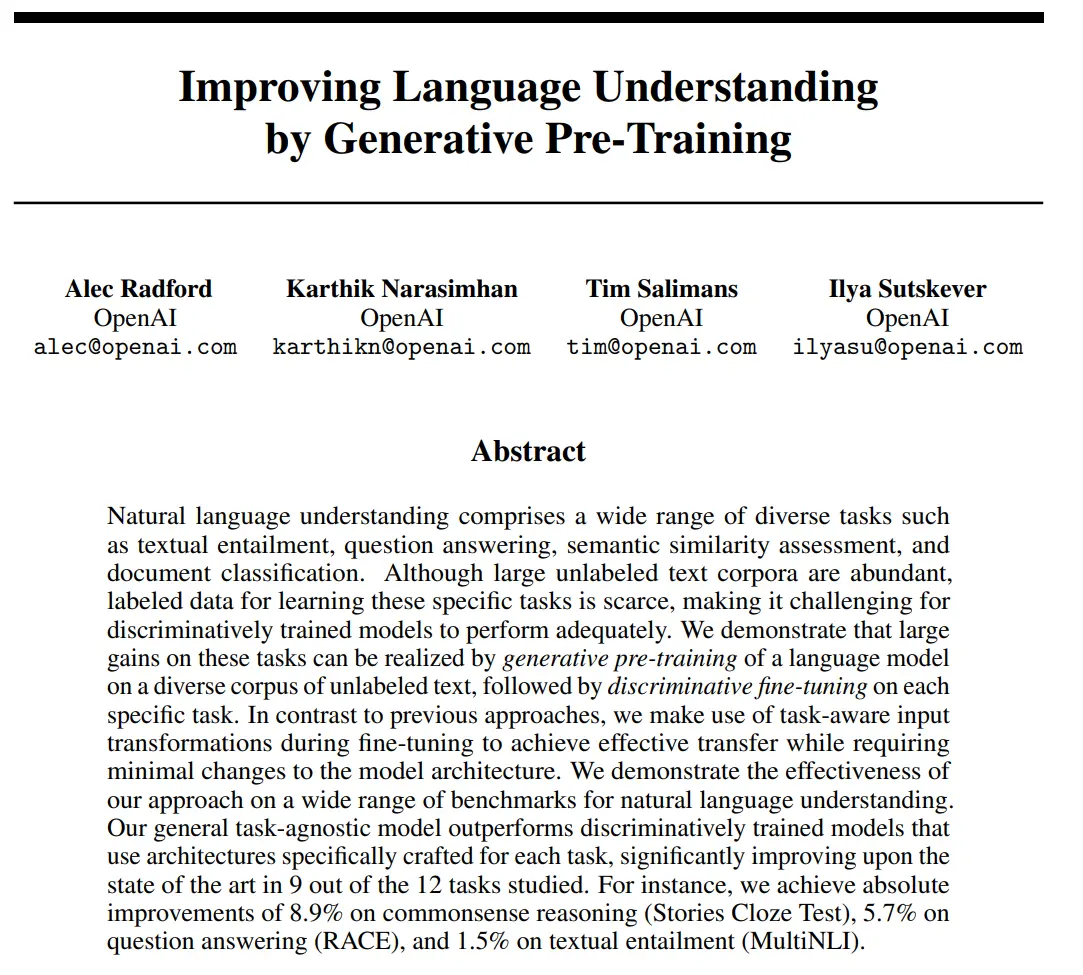 Improving Language Understanding
by Generative Pre-Training
Alec Radford
OpenAI
alec@openai.com
Karthik Narasimhan
OpenAI
karthikn@openai.com
Tim Salimans
OpenAI
tim@openai.com
Ilya Sutskever
OpenAI
ilyasu@openai.com
Abstract
Natural language understanding comprises a wide range of diverse tasks such
as textual entailment, question answering, semantic similarity assessment, and
document classification. Although large unlabeled text corpora are abundant,
labeled data for learning these specific tasks is scarce, making it challenging for
discriminatively trained models to perform adequately. We demonstrate that large
gains on these tasks can be realized by generative pre-training of a language model
on a diverse corpus of unlabeled text, followed by discriminative fine-tuning on each
specific task. In contrast to previous approaches, we make use of task-aware input
transformations during fine-tuning to achieve effective transfer while requiring
minimal changes to the model architecture. We demonstrate the effectiveness of
our approach on a wide range of benchmarks for natural language understanding.
Our general task-agnostic model outperforms discriminatively trained models that
use architectures specifically crafted for each task, significantly improving upon the
state of the art in 9 out of the 12 tasks studied. For instance, we achieve absolute
improvements of 8.9% on commonsense reasoning (Stories Cloze Test), 5.7% on
question answering (RACE), and 1.5% on textual entailment (MultiNLI).